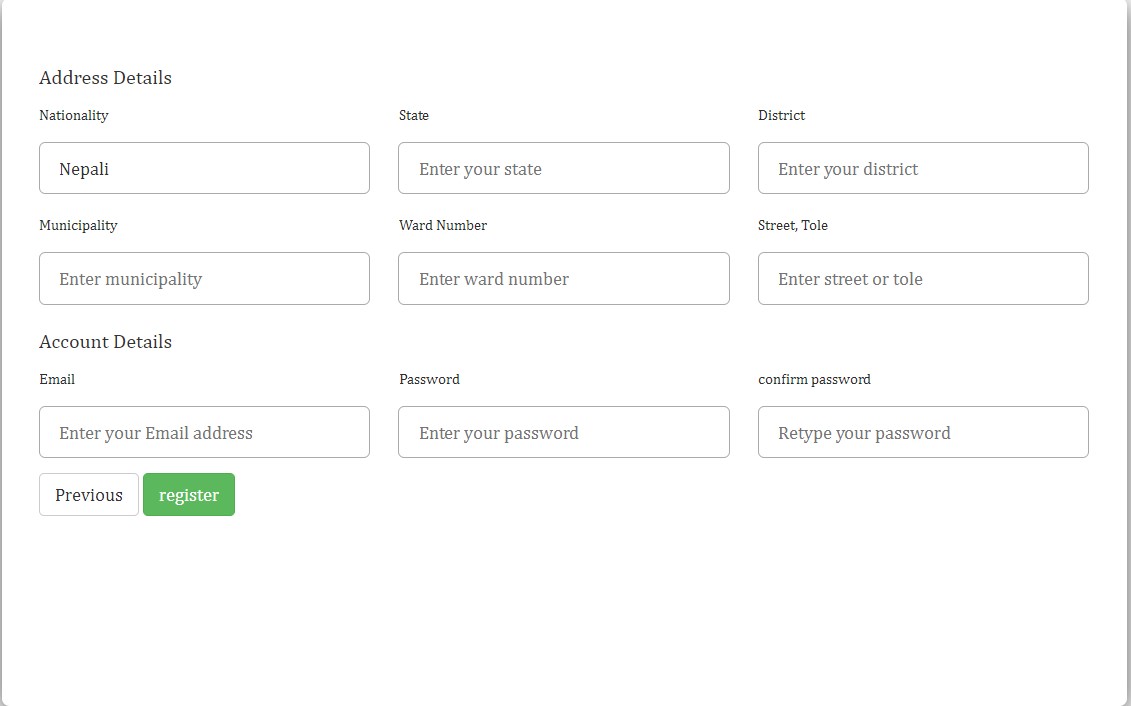 Address Details
Nationality State District
Nepali Enter your state Enter your district
Municipality Ward Number Street, Tole
Enter municipality Enter ward number Enter street or tole
Account Details
Email Password confirm password
Enter your Email address Enter your password Retype your password
Previous register